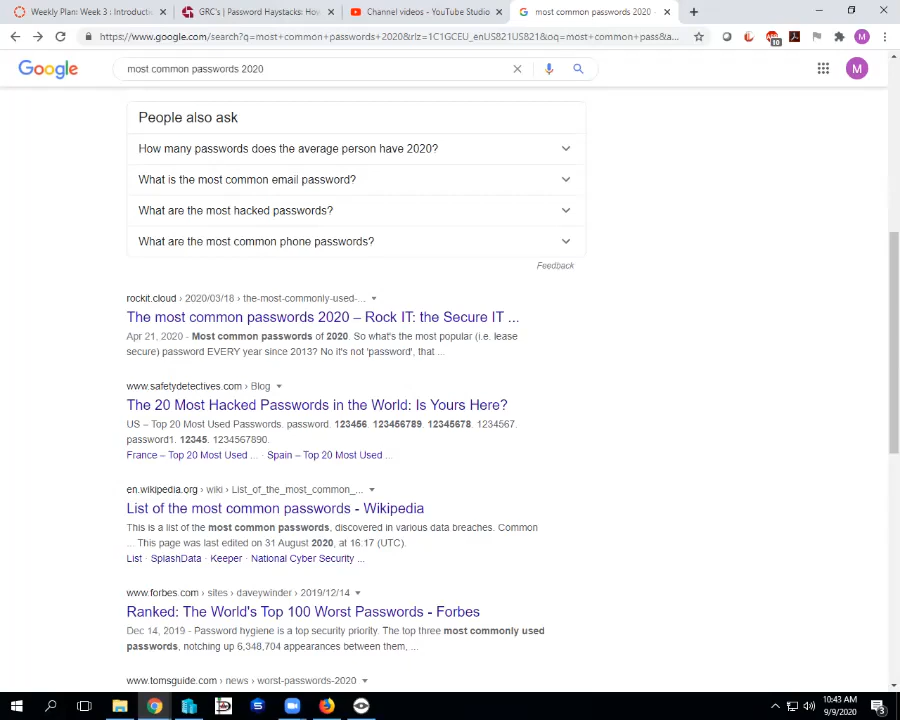 Weekly Plan: Week 3 : Introducti
GRC's | Password Haystacks: Ho
Channel videos - YouTube Studio
most common passwords 2020 -
https://www.google.com/search?q=most+common+passwords+2020&rlz=1C1GCEU_enUS821US821&oq=most+common+pass&a...
10
M
Google
most common passwords 2020
M
People also ask
How many passwords does the average person have 2020?
What is the most common email password?
What are the most hacked passwords?
What are the most common phone passwords?
Feedback
rockit.cloud › 2020/03/18 › the-most-commonly-used-...
The most common passwords 2020 – Rock IT: the Secure IT ...
Apr 21, 2020 - Most common passwords of 2020. So what's the most popular (i.e. lease
secure) password EVERY year since 2013? No it's not 'password', that ...
www.safetydetectives.com › Blog
The 20 Most Hacked Passwords in the World: Is Yours Here?
US – Top 20 Most Used Passwords. password. 123456. 123456789. 12345678. 1234567.
password1. 12345. 1234567890.
France – Top 20 Most Used ... · Spain – Top 20 Most Used ...
en.wikipedia.org › wiki › List_of_the_most_common_...
List of the most common passwords - Wikipedia
This is a list of the most common passwords, discovered in various data breaches. Common
... This page was last edited on 31 August 2020, at 16:17 (UTC).
List · SplashData · Keeper · National Cyber Security ...
www.forbes.com › sites › daveywinder › 2019/12/14
Ranked: The World's Top 100 Worst Passwords - Forbes
Dec 14, 2019 - Password hygiene is a top security priority. The top three most commonly used
passwords, notching up 6,348,704 appearances between them, ...
www.tomsguide.com › news › worst-passwords-2020
10:43 AM
9/9/2020
3